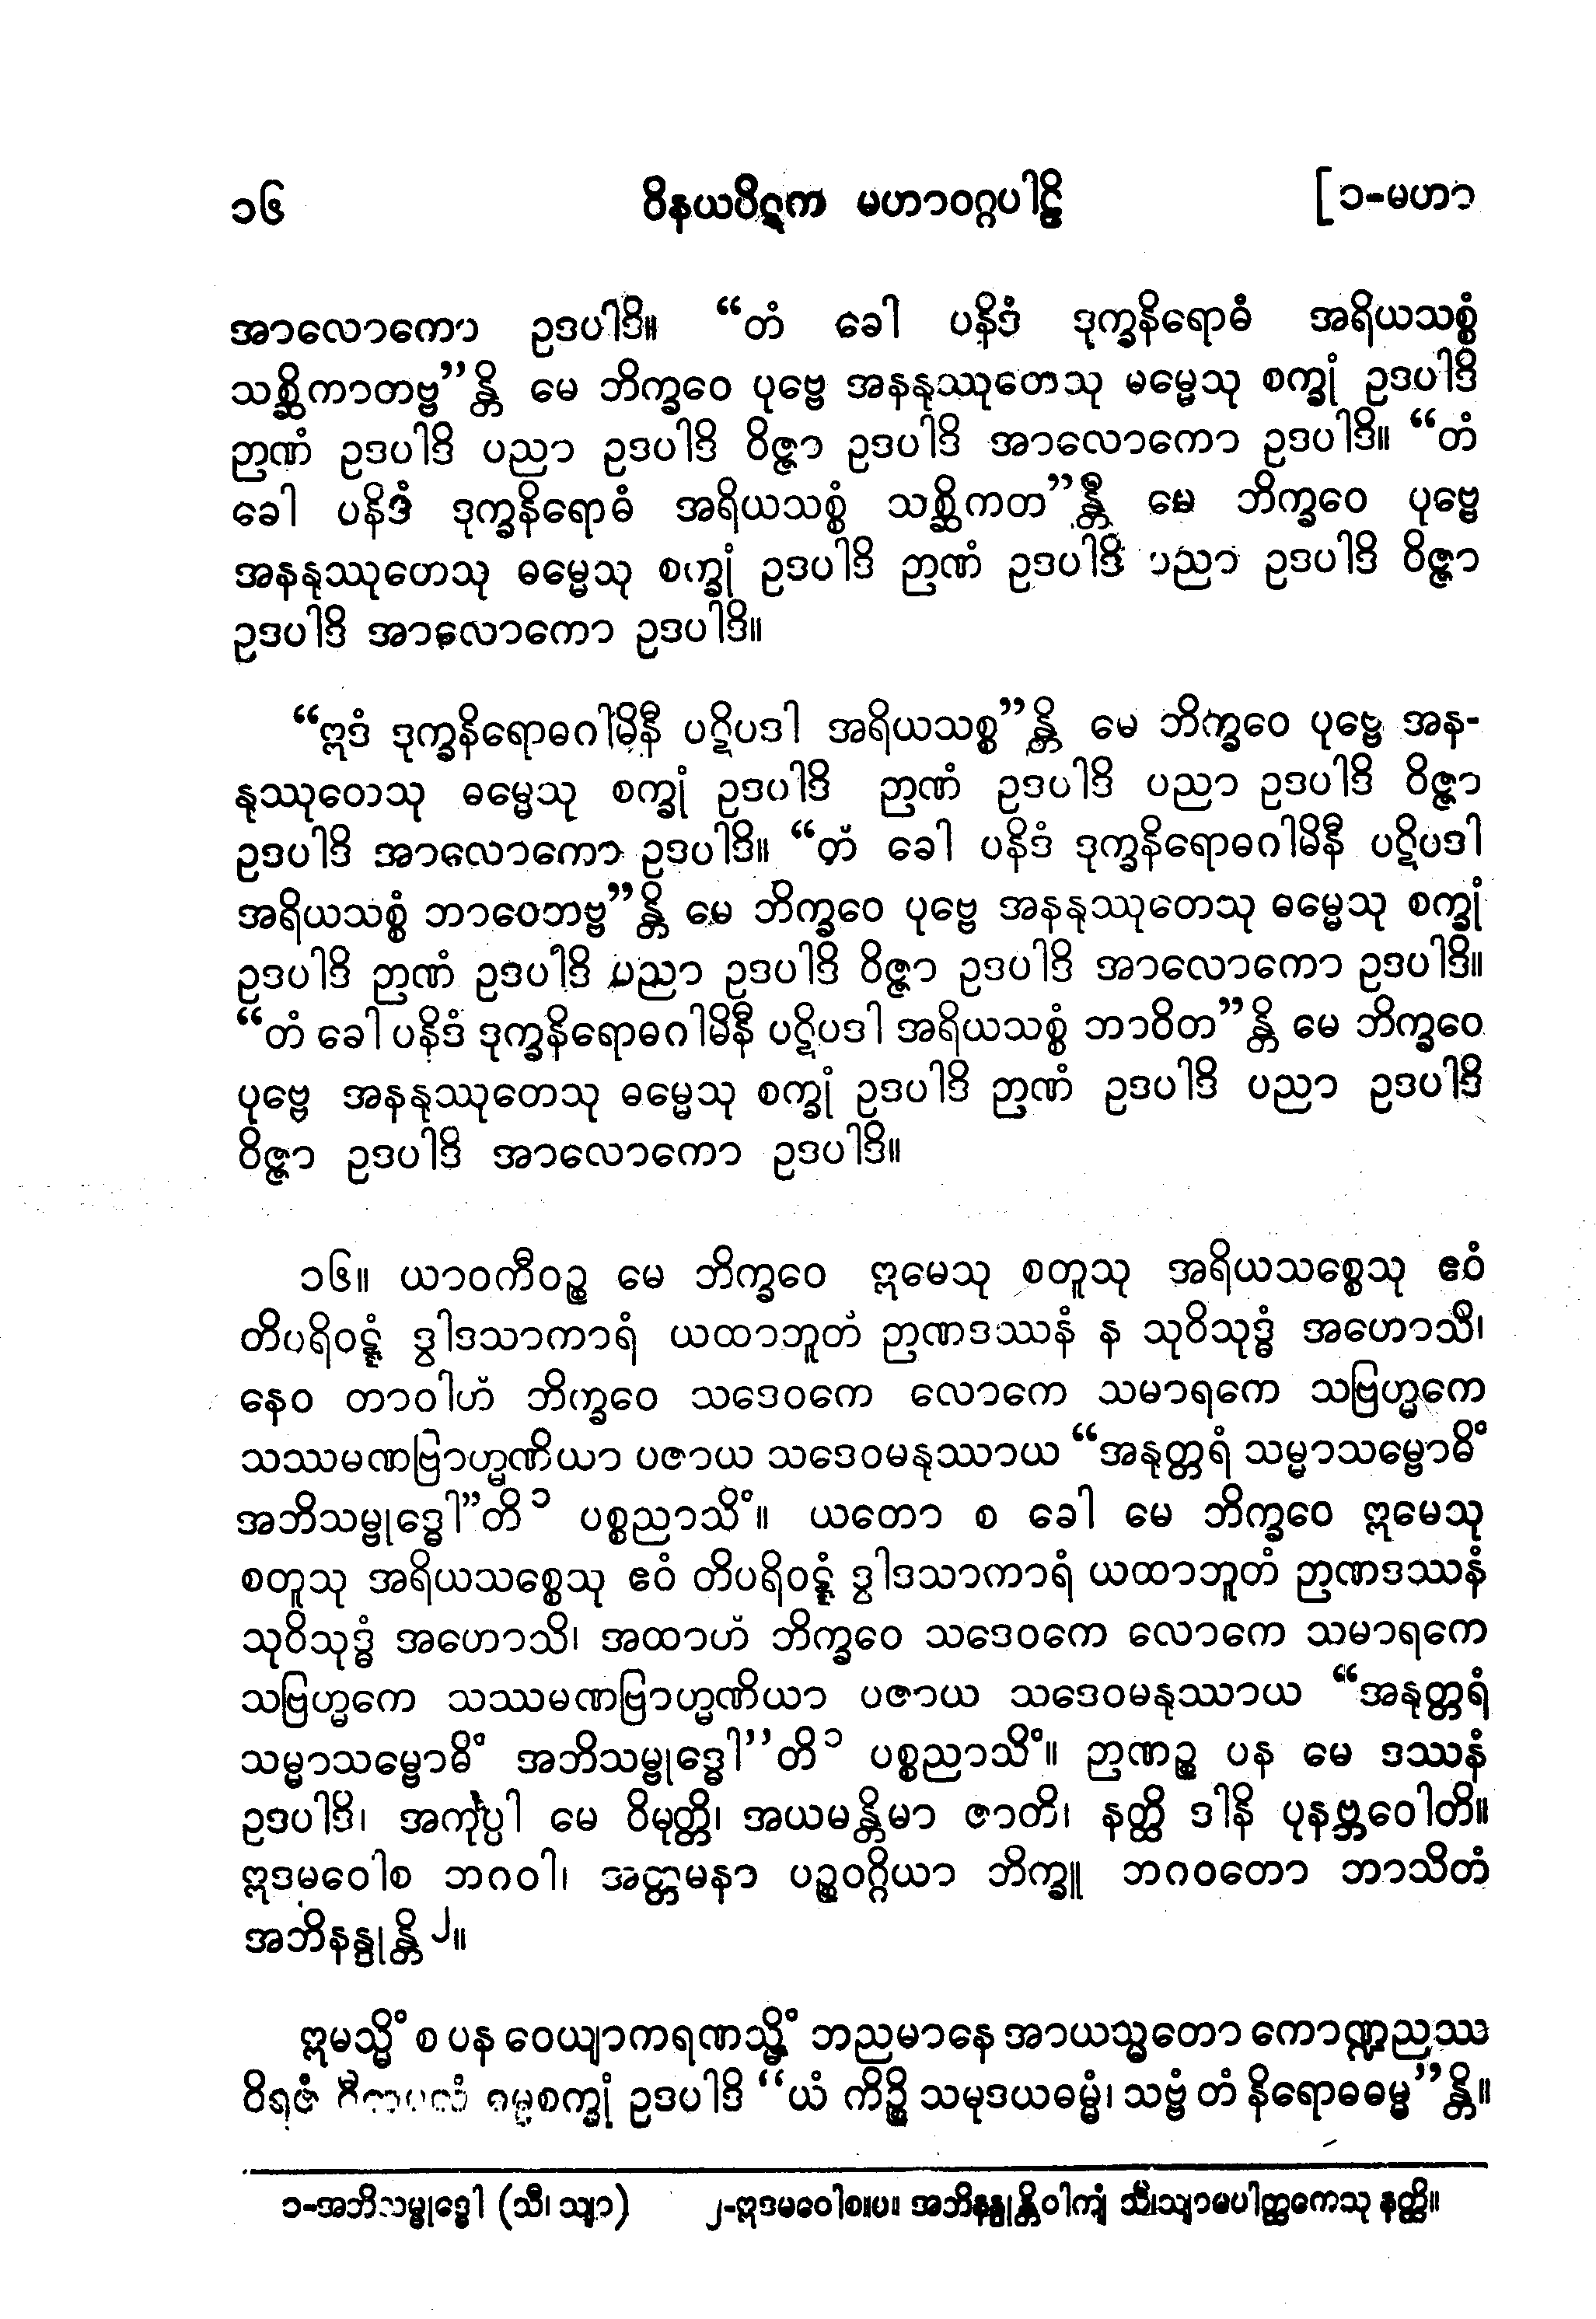 ၁၆ ဝိနယပိဋက မဟာဝဂ္ဂပါဠိ [၁-မဟာ
အာလောကော ဥဒပါဒိ။ “တံ ခေါ ပနိဒံ ဒုက္ခနိရောဓံ အရိယသစ္စံ
သစ္ဆိကာတဗ္ဗ”န္တိ မေ ဘိက္ခဝေ ပုဗ္ဗေ အနနုဿုတေသု ဓမ္မေသု စက္ခုံ ဥဒပါဒိ
ဉာဏံ ဥဒပါဒိ ပညာ ဥဒပါဒိ ဝိဇ္ဇာ ဥဒပါဒိ အာလောကော ဥဒပါဒိ။ “တံ
ခေါ ပနိဒံ ဒုက္ခနိရောဓံ အရိယသစ္စံ သစ္ဆိကတ”န္တိ မေ ဘိက္ခဝေ ပုဗ္ဗေ
အနနုဿုတေသု ဓမ္မေသု စက္ခုံ ဥဒပါဒိ ဉာဏံ ဥဒပါဒိ ပညာ ဥဒပါဒိ ဝိဇ္ဇာ
ဥဒပါဒိ အာလောကော ဥဒပါဒိ။
“ဣဒံ ဒုက္ခနိရောဓဂါမိနီ ပဋိပဒါ အရိယသစ္စ”န္တိ မေ ဘိက္ခဝေ ပုဗ္ဗေ အန-
နုဿုတေသု ဓမ္မေသု စက္ခုံ ဥဒပါဒိ ဉာဏံ ဥဒပါဒိ ပညာ ဥဒပါဒိ ဝိဇ္ဇာ
ဥဒပါဒိ အာလောကော ဥဒပါဒိ။ “တံ ခေါ ပနိဒံ ဒုက္ခနိရောဓဂါမိနီ ပဋိပဒါ
အရိယသစ္စံ ဘာဝေတဗ္ဗ”န္တိ မေ ဘိက္ခဝေ ပုဗ္ဗေ အနနုဿုတေသု ဓမ္မေသု စက္ခုံ
ဥဒပါဒိ ဉာဏံ ဥဒပါဒိ ပညာ ဥဒပါဒိ ဝိဇ္ဇာ ဥဒပါဒိ အာလောကော ဥဒပါဒိ။
“တံ ခေါ ပနိဒံ ဒုက္ခနိရောဓဂါမိနီ ပဋိပဒါ အရိယသစ္စံ ဘာဝိတ”န္တိ မေ ဘိက္ခဝေ
ပုဗ္ဗေ အနနုဿုတေသု ဓမ္မေသု စက္ခုံ ဥဒပါဒိ ဉာဏံ ဥဒပါဒိ ပညာ ဥဒပါဒိ
ဝိဇ္ဇာ ဥဒပါဒိ အာလောကော ဥဒပါဒိ။
၁၆။ ယာဝကီဝဉ္စ မေ ဘိက္ခဝေ ဣမေသု စတူသု အရိယသစ္စေသု ဧဝံ
တိပရိဝဋ္ဋံ ဒွါဒသာကာရံ ယထာဘူတံ ဉာဏဒဿနံ န သုဝိသုဒ္ဓံ အဟောသိ၊
နေဝ တာဝါဟံ ဘိက္ခဝေ သဒေဝကေ လောကေ သမာရကေ သဗြဟ္မကေ
သဿမဏဗြာဟ္မဏိယာ ပဇာယ သဒေဝမနုဿာယ “အနုတ္တရံ သမ္မာသမ္ဗောဓိံ
အဘိသမ္ဗုဒ္ဓေါ”တိ ၁ ပစ္စညာသိံ။ ယတော စ ခေါ မေ ဘိက္ခဝေ ဣမေသု
စတူသု အရိယသစ္စေသု ဧဝံ တိပရိဝဋ္ဋံ ဒွါဒသာကာရံ ယထာဘူတံ ဉာဏဒဿနံ
သုဝိသုဒ္ဓံ အဟောသိ၊ အထာဟံ ဘိက္ခဝေ သဒေဝကေ လောကေ သမာရကေ
သဗြဟ္မကေ သဿမဏဗြာဟ္မဏိယာ ပဇာယ သဒေဝမနုဿာယ “အနုတ္တရံ
သမ္မာသမ္ဗောဓိံ အဘိသမ္ဗုဒ္ဓေါ”တိ ၁ ပစ္စညာသိံ။ ဉာဏဉ္စ ပန မေ ဒဿနံ
ဥဒပါဒိ၊ အကုပ္ပါ မေ ဝိမုတ္တိ၊ အယမန္တိမာ ဇာတိ၊ နတ္ထိ ဒါနိ ပုနဗ္ဘဝေါတိ။
ဣဒမဝေါစ ဘဂဝါ၊ အတ္တမနာ ပဉ္စဝဂ္ဂိယာ ဘိက္ခူ ဘဂဝတော ဘာသိတံ
အဘိနန္ဒုန္တိ ၂။
ဣမသ္မိံ စ ပန ဝေယျာကရဏသ္မိံ ဘညမာနေ အာယသ္မတော ကောဏ္ဍညဿ
ဝိရဇံ ဝီတမလံ ဓမ္မစက္ခုံ ဥဒပါဒိ “ယံ ကိဉ္စိ သမုဒယဓမ္မံ၊ သဗ္ဗံ တံ နိရောဓဓမ္မ”န္တိ။
၁-အဘိသမ္ဗုဒ္ဓေါ (သီ၊ သျာ) ၂-ဣဒမဝေါစ။ပ။ အဘိနန္ဒုန္တိဝါကျံ သီ၊သျာမပါတ္ထကေသု နတ္ထိ။